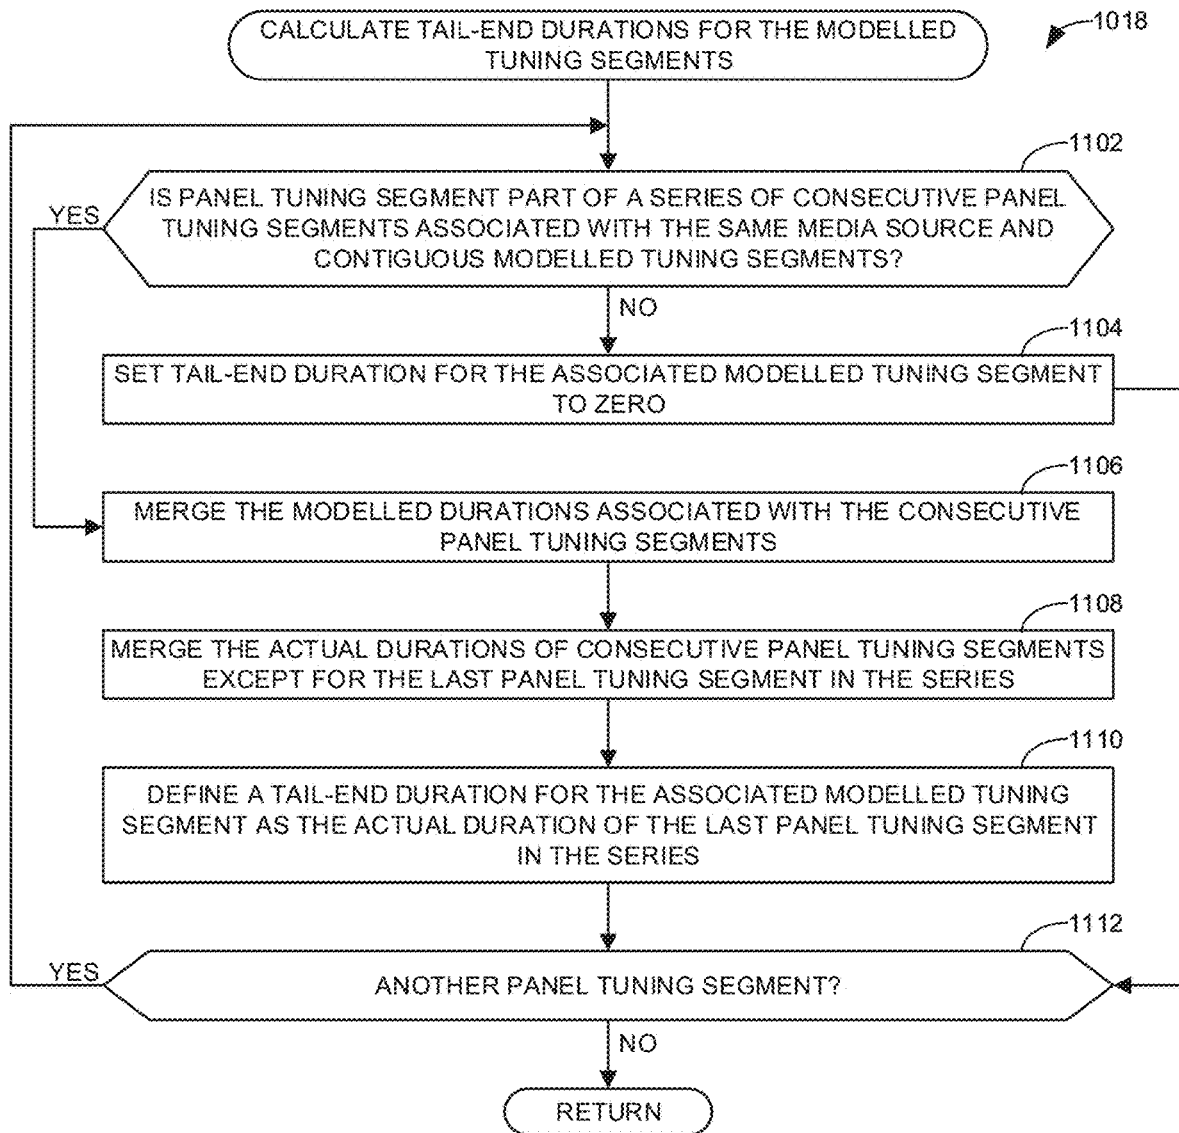 CALCULATE TAIL-END DURATIONS FOR THE MODELLED
TUNING SEGMENTS
1018
1102
IS PANEL TUNING SEGMENT PART OF A SERIES OF CONSECUTIVE PANEL
TUNING SEGMENTS ASSOCIATED WITH THE SAME MEDIA SOURCE AND
CONTIGUOUS MODELLED TUNING SEGMENTS?
YES
NO
1104
SET TAIL-END DURATION FOR THE ASSOCIATED MODELLED TUNING SEGMENT
TO ZERO
1106
MERGE THE MODELLED DURATIONS ASSOCIATED WITH THE CONSECUTIVE
PANEL TUNING SEGMENTS
1108
MERGE THE ACTUAL DURATIONS OF CONSECUTIVE PANEL TUNING SEGMENTS
EXCEPT FOR THE LAST PANEL TUNING SEGMENT IN THE SERIES
1110
DEFINE A TAIL-END DURATION FOR THE ASSOCIATED MODELLED TUNING
SEGMENT AS THE ACTUAL DURATION OF THE LAST PANEL TUNING SEGMENT
IN THE SERIES
1112
YES
ANOTHER PANEL TUNING SEGMENT?
NO
RETURN